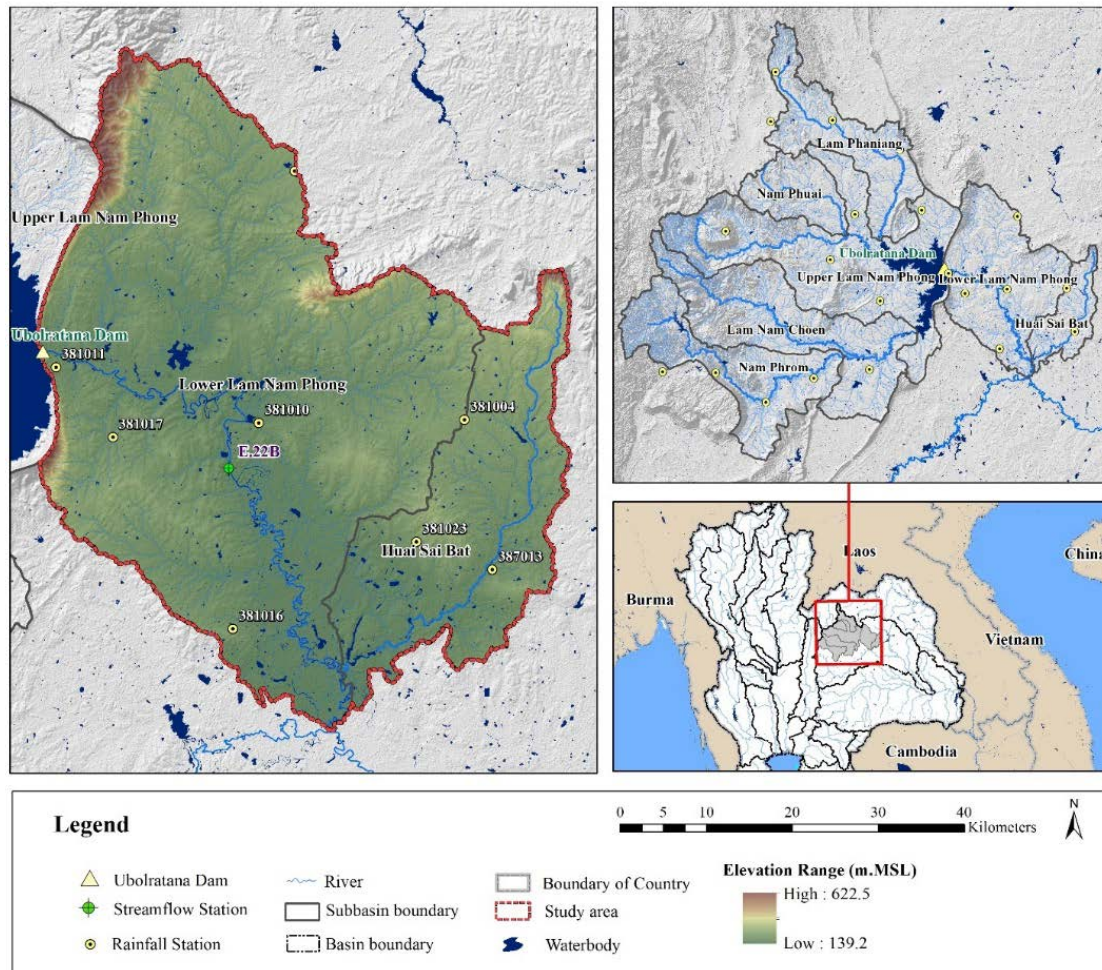 Upper Lam Nam Phong
Ubolratana Dam
381011
Lower Lam Nam Phong
381010
381004
381017
E.22B
381023
Huai Sai Bat
387013
381016
Lam Phaniang
Nam Phuai
Ubolratana Dam
Upper Lam Nam Phong
Lower Lam Nam Phong
Lam Nam Choen
Huai Sai Bat
Nam Phrom
Laos
China
Burma
Vietnam
Cambodia
Legend
0 5 10 20 30 40
Kilometers
N
Ubolratana Dam
River
Boundary of Country
Streamflow Station
Subbasin boundary
Study area
Rainfall Station
Basin boundary
Waterbody
Elevation Range (m.MSL)
High : 622.5
Low : 139.2